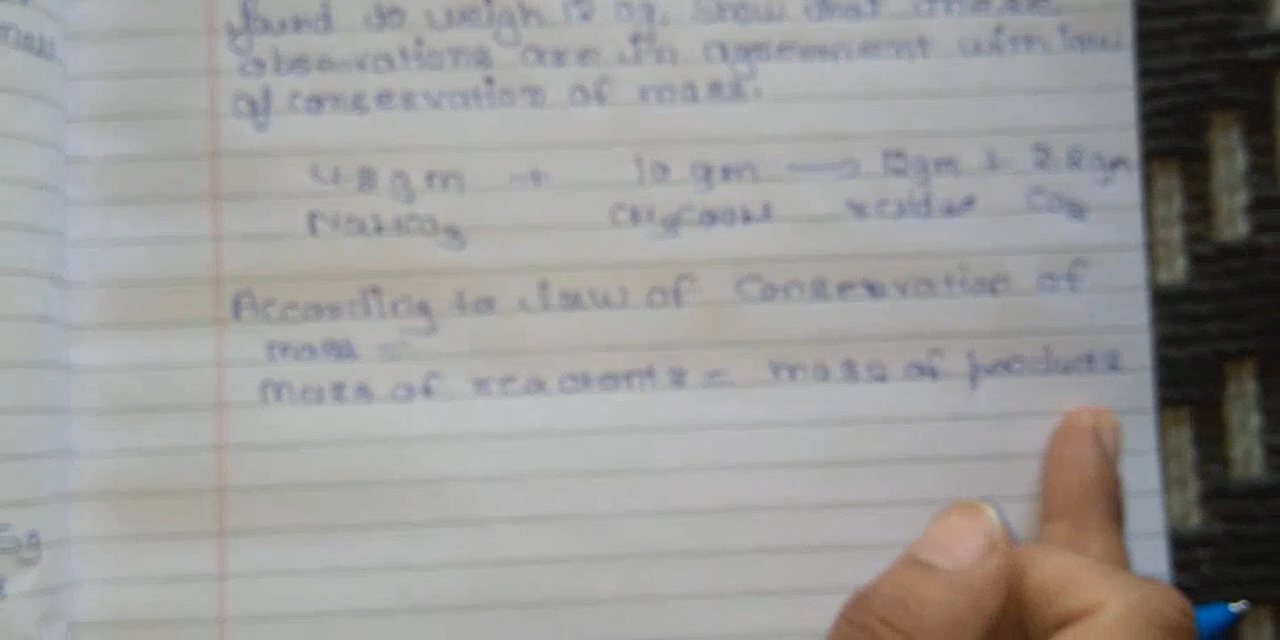 found to weigh 12 0g. Show that these
observations are in agreement with law
of conservation of mass.
4.8gm + 10 gm → 12gm + 2.2gm
NaHCO3 CH3COOH residue CO2
According to law of conservation of
mass
mass of reactants = mass of products